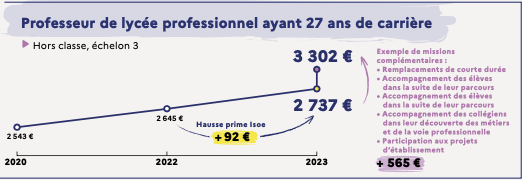 Professeur de lycée professionnel ayant 27 ans de carrière
Hors classe, échelon 3
3 302 €
2 737 €
2 645 €
2 543 €
Hausse prime Isoe
+ 92 €
2020
2022
2023
Exemple de missions
complémentaires :
• Remplacements de courte durée
• Accompagnement des élèves
dans la suite de leur parcours
• Accompagnement des élèves
dans la suite de leur parcours
• Accompagnement des collégiens
dans leur découverte des métiers
et de la voie professionnelle
• Participation aux projets
d'établissement
+ 565 €